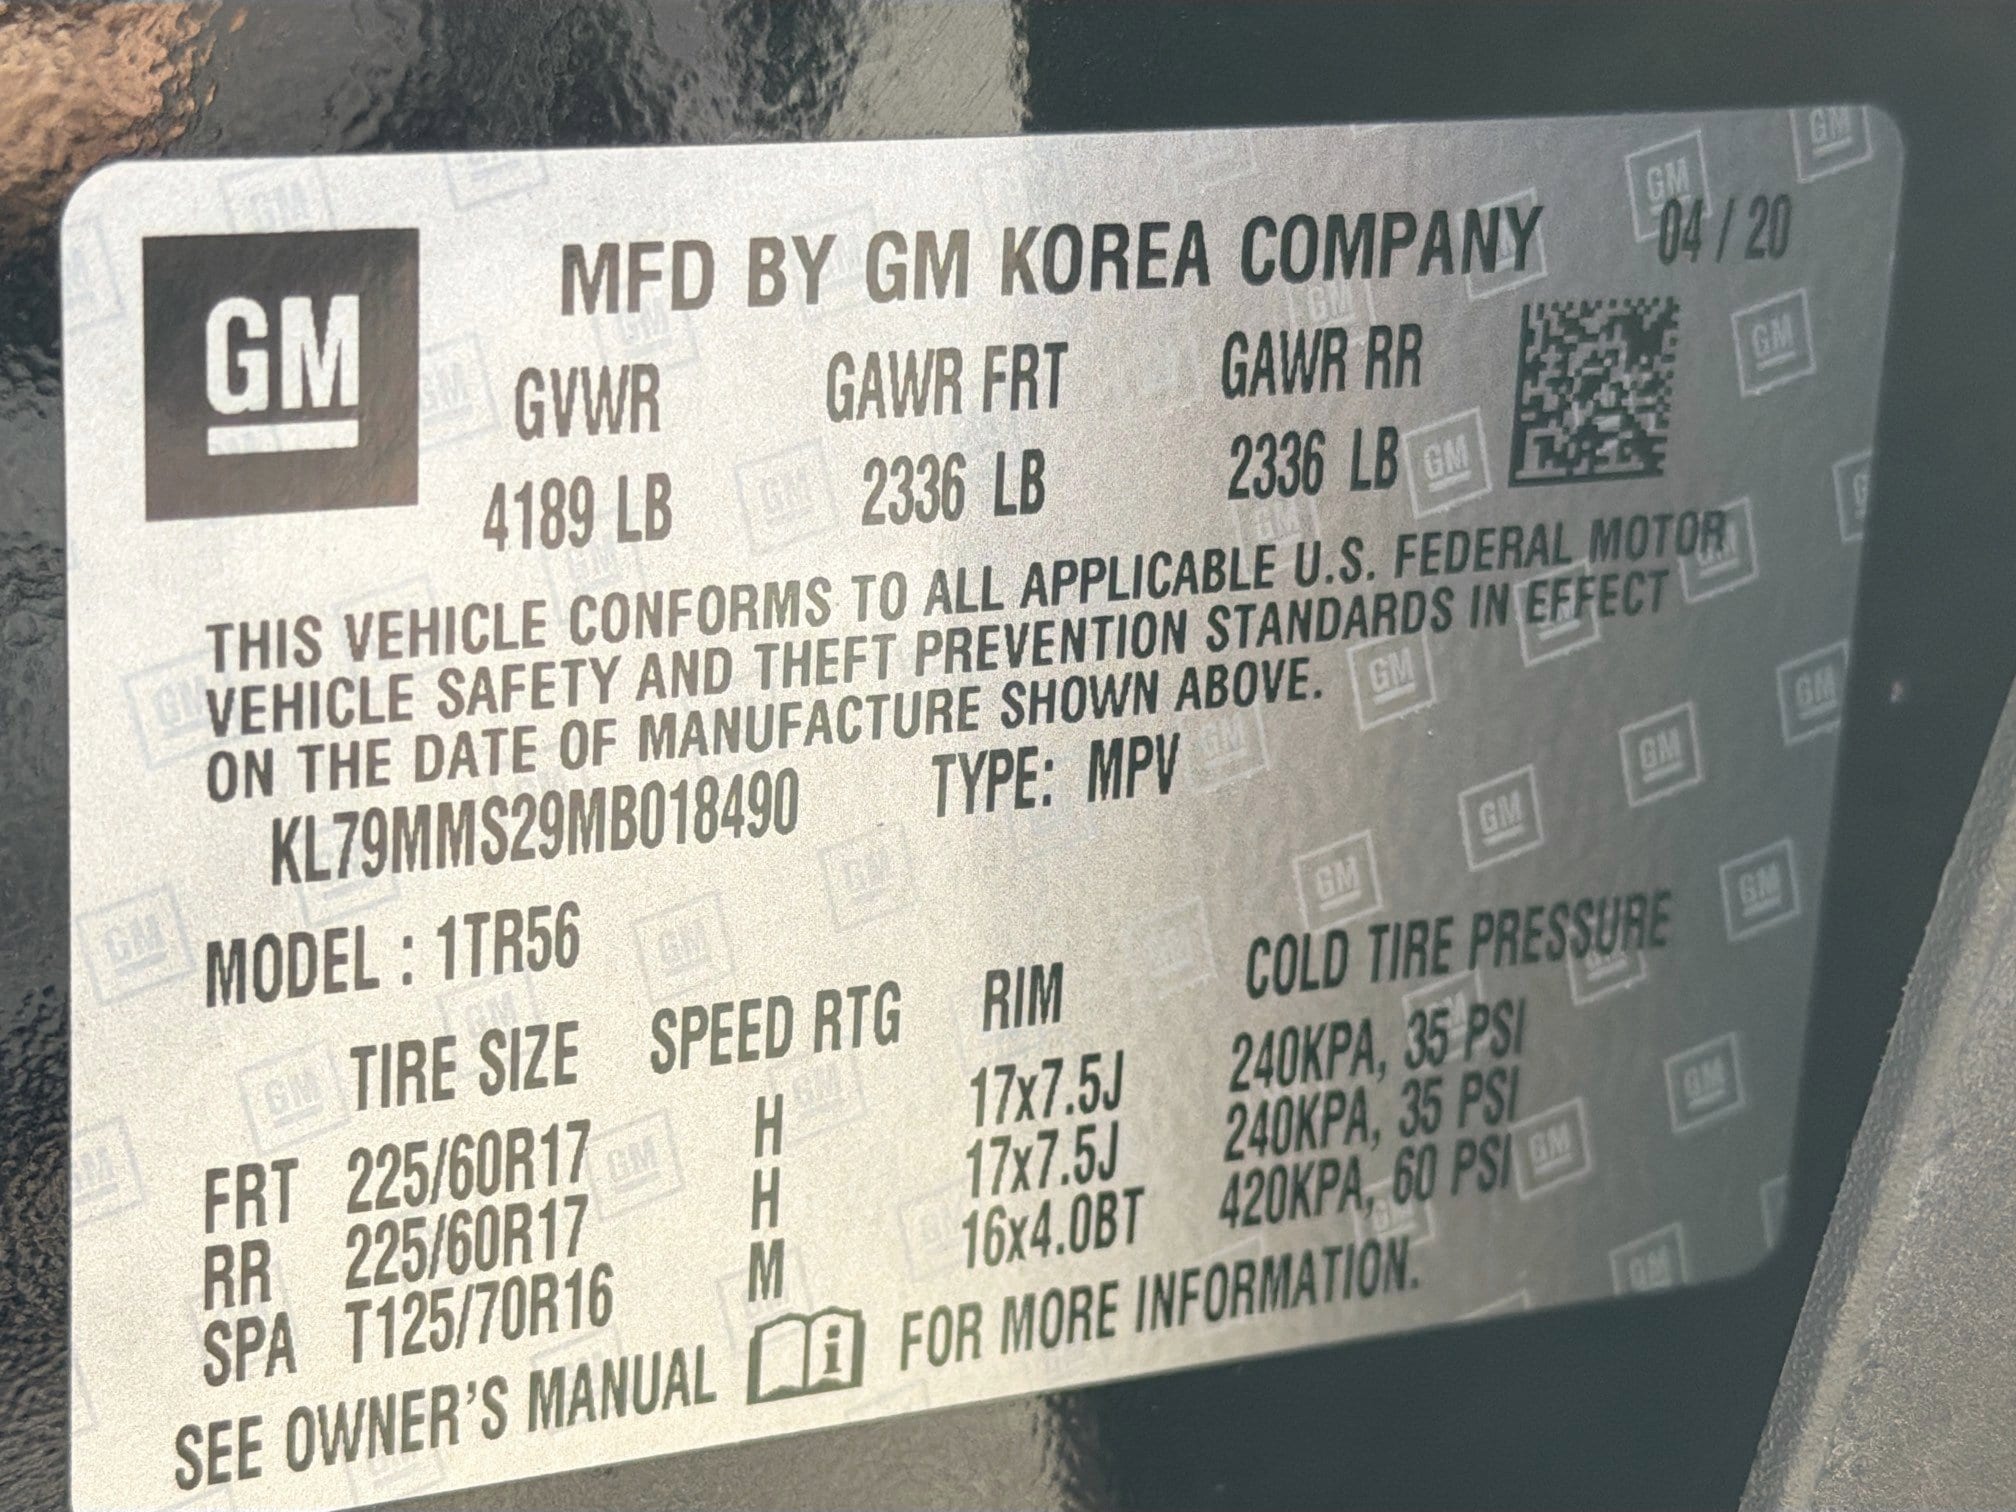 GM
MFD BY GM KOREA COMPANY 04 / 20
GVWR GAWR FRT GAWR RR
4189 LB 2336 LB 2336 LB
THIS VEHICLE CONFORMS TO ALL APPLICABLE U.S. FEDERAL MOTOR
VEHICLE SAFETY AND THEFT PREVENTION STANDARDS IN EFFECT
ON THE DATE OF MANUFACTURE SHOWN ABOVE.
KL79MMS29MB018490 TYPE: MPV
MODEL : 1TR56
TIRE SIZE SPEED RTG RIM COLD TIRE PRESSURE
FRT 225/60R17 H 17x7.5J 240KPA, 35 PSI
RR 225/60R17 H 17x7.5J 240KPA, 35 PSI
SPA T125/70R16 M 16x4.0BT 420KPA, 60 PSI
SEE OWNER'S MANUAL i FOR MORE INFORMATION.